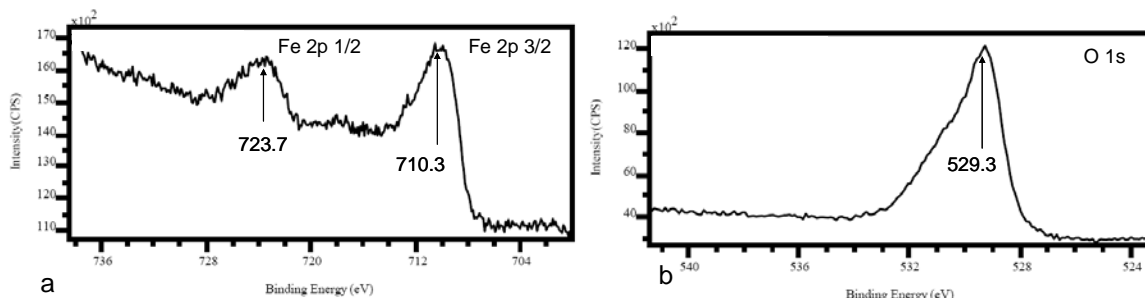 x10²
Fe 2p 1/2
Fe 2p 3/2
170
160
150
140
130
120
110
Intensity(CPS)
723.7
710.3
736
728
720
712
704
Binding Energy (eV)
a
x10²
O 1s
120
100
80
60
40
Intensity(CPS)
529.3
540
536
532
528
524
Binding Energy (eV)
b